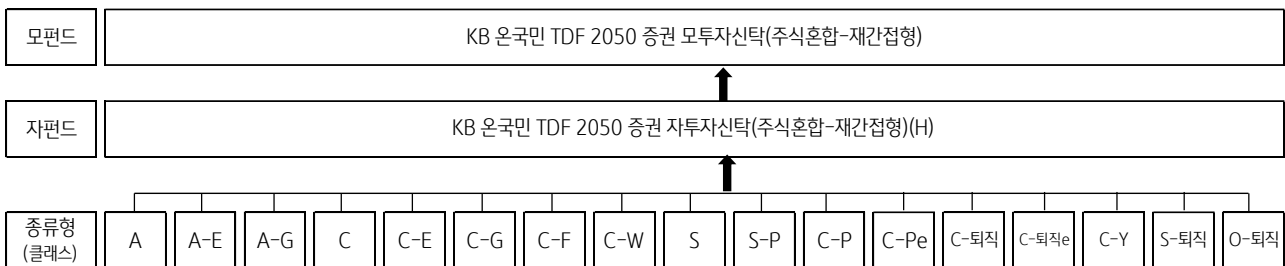 모펀드
KB 온국민 TDF 2050 증권 모투자신탁(주식혼합-재간접형)
자펀드
KB 온국민 TDF 2050 증권 자투자신탁(주식혼합-재간접형)(H)
종류형
(클래스)
A
A-E
A-G
C
C-E
C-G
C-F
C-W
S
S-P
C-P
C-Pe
C-퇴직
C-퇴직e
C-Y
S-퇴직
O-퇴직